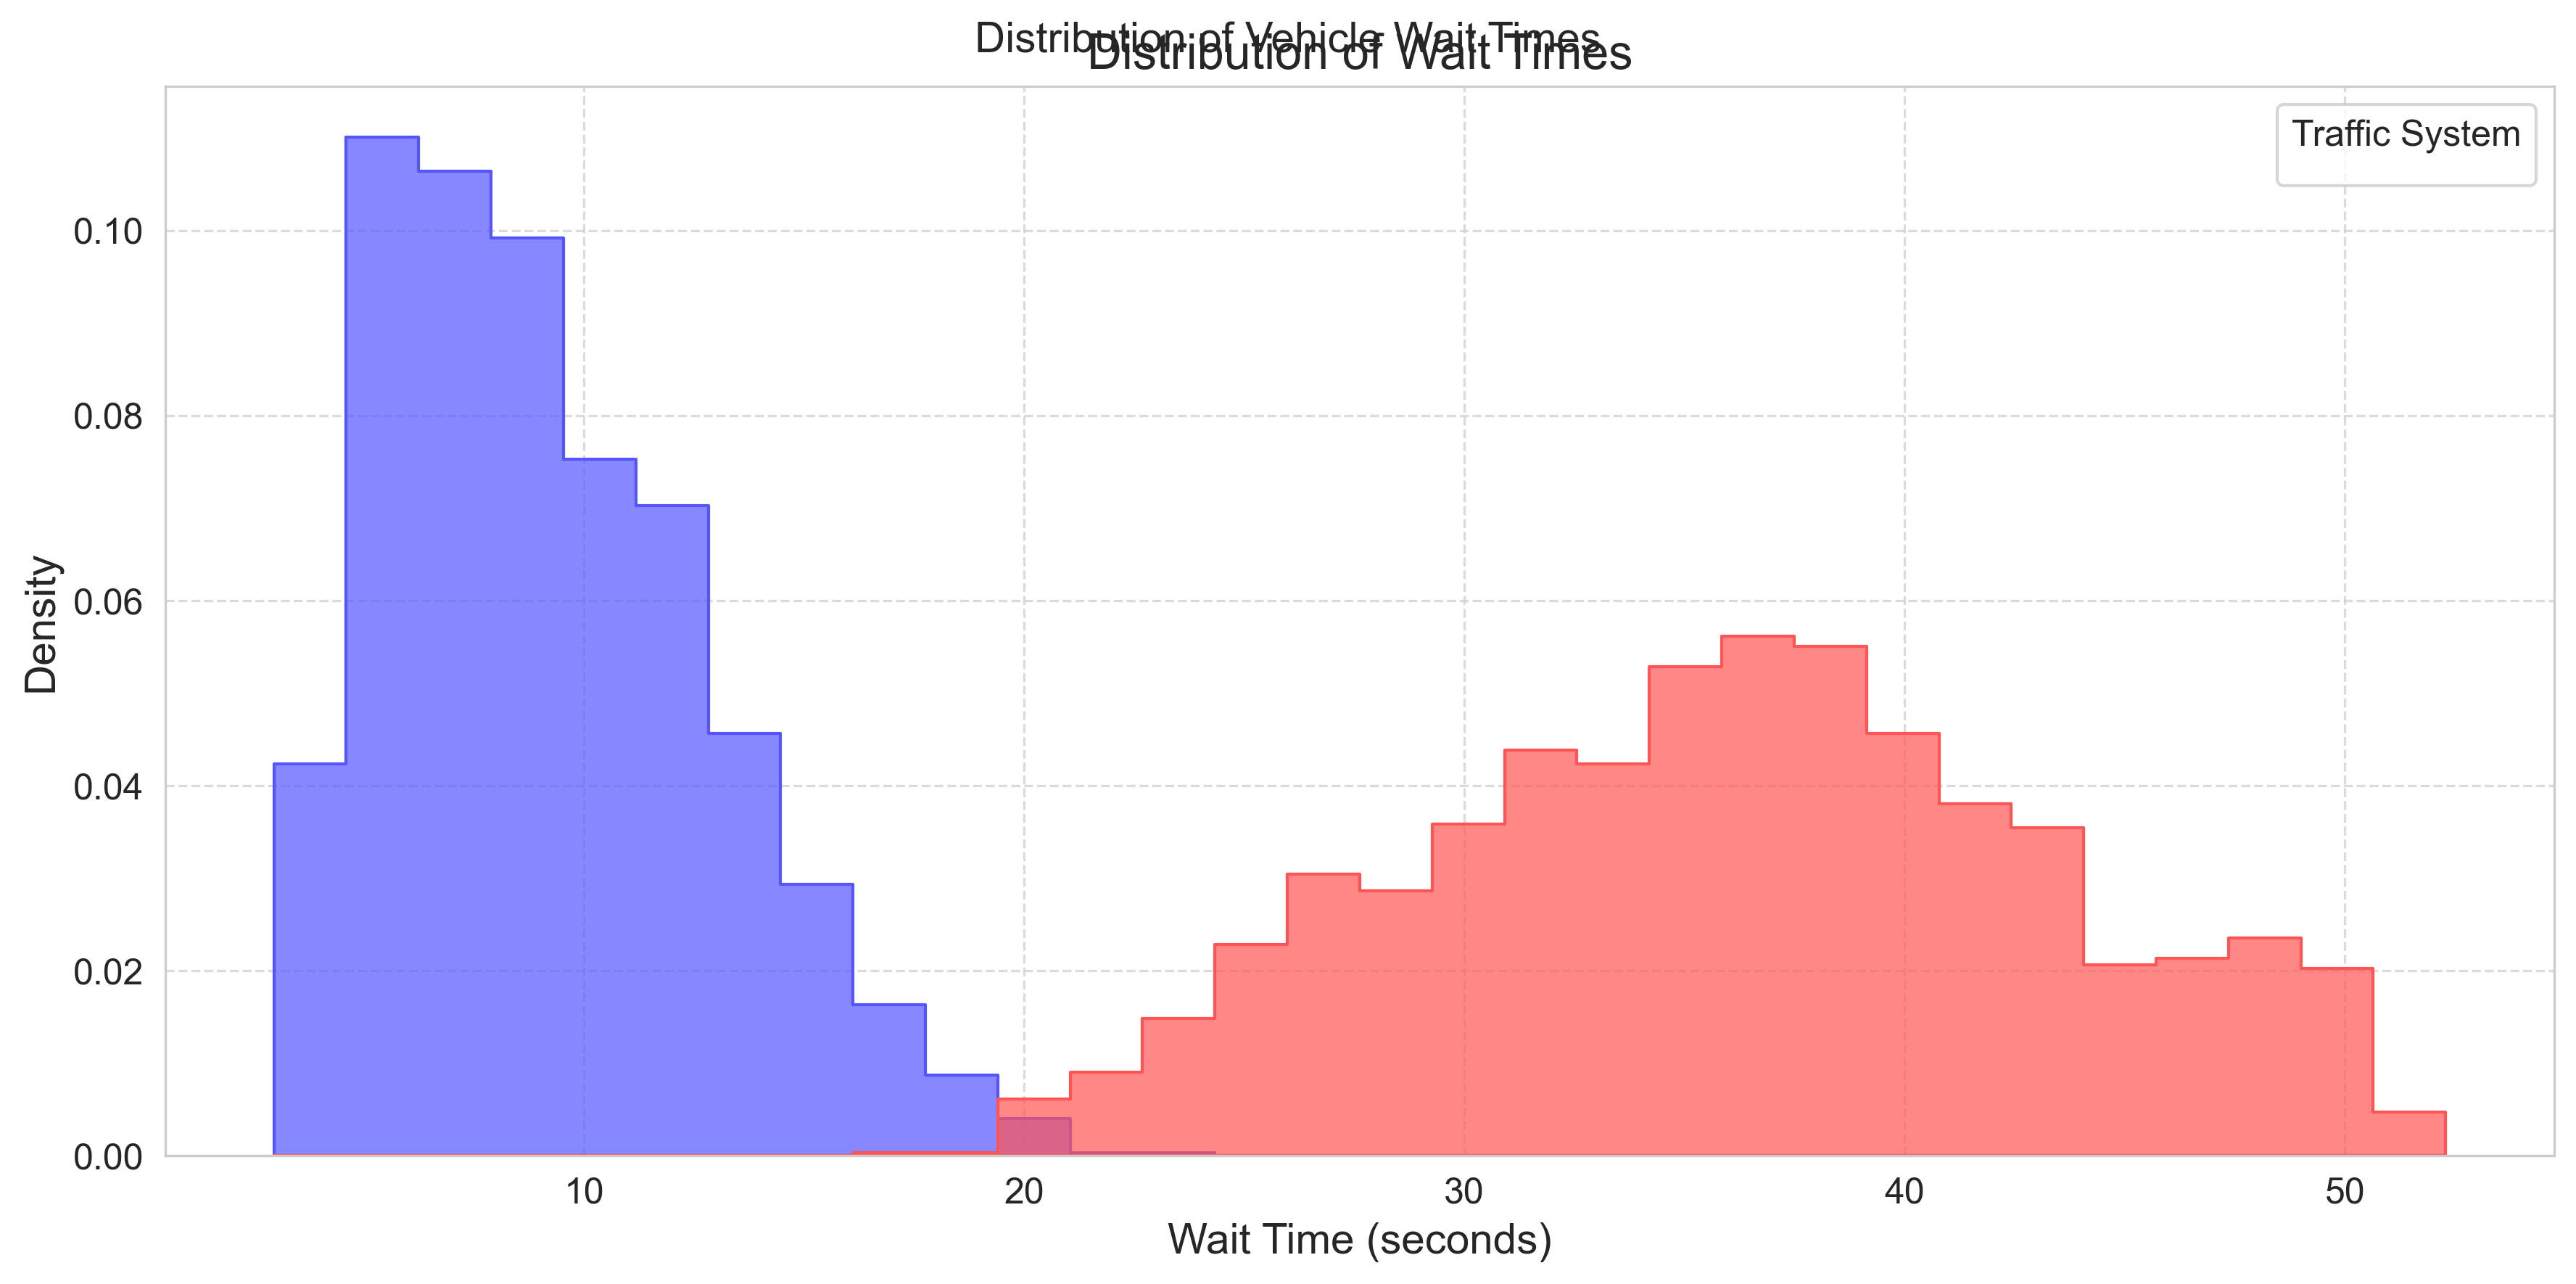 Distribution of Vehicle Wait Times
Distribution of Wait Times
Traffic System
Density
0.10
0.08
0.06
0.04
0.02
0.00
10 20 30 40 50
Wait Time (seconds)